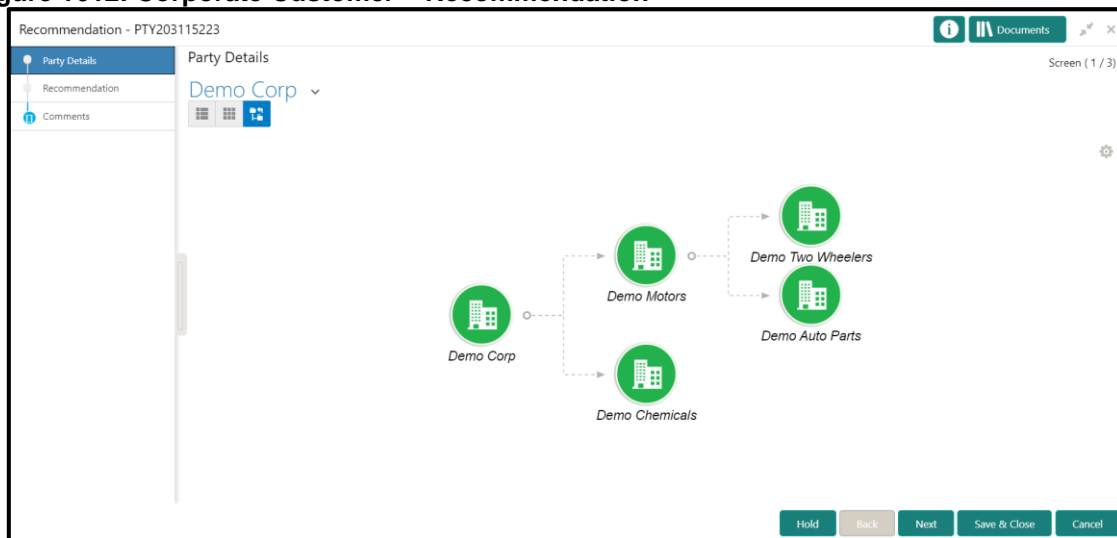 Recommendation - PTY203115223
Documents
Party Details
Recommendation
Comments
Party Details
Screen ( 1 / 3)
Demo Corp
Demo Two Wheelers
Demo Motors
Demo Auto Parts
Demo Corp
Demo Chemicals
Hold
Back
Next
Save & Close
Cancel